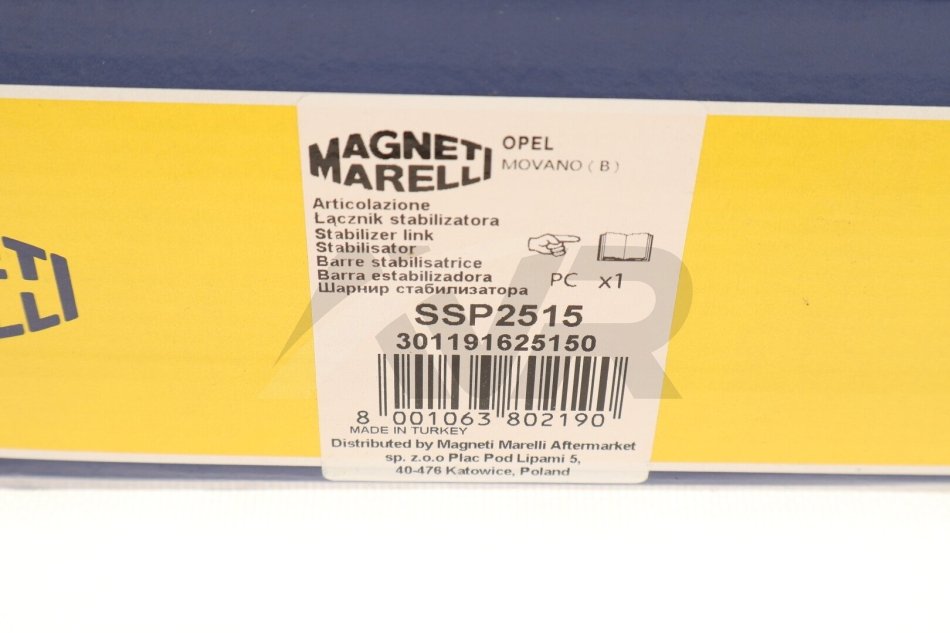 MAGNETI
MARELLI
OPEL
MOVANO ( B )
Articolazione
Łącznik stabilizatora
Stabilizer link
Stabilisator
Barre stabilisatrice
Barra estabilizadora
Шарнир стабилизатора
PC x1
SSP2515
301191625150
8 001063 802190
MADE IN TURKEY
Distributed by Magneti Marelli Aftermarket
sp. z.o.o Plac Pod Lipami 5,
40-476 Katowice, Poland